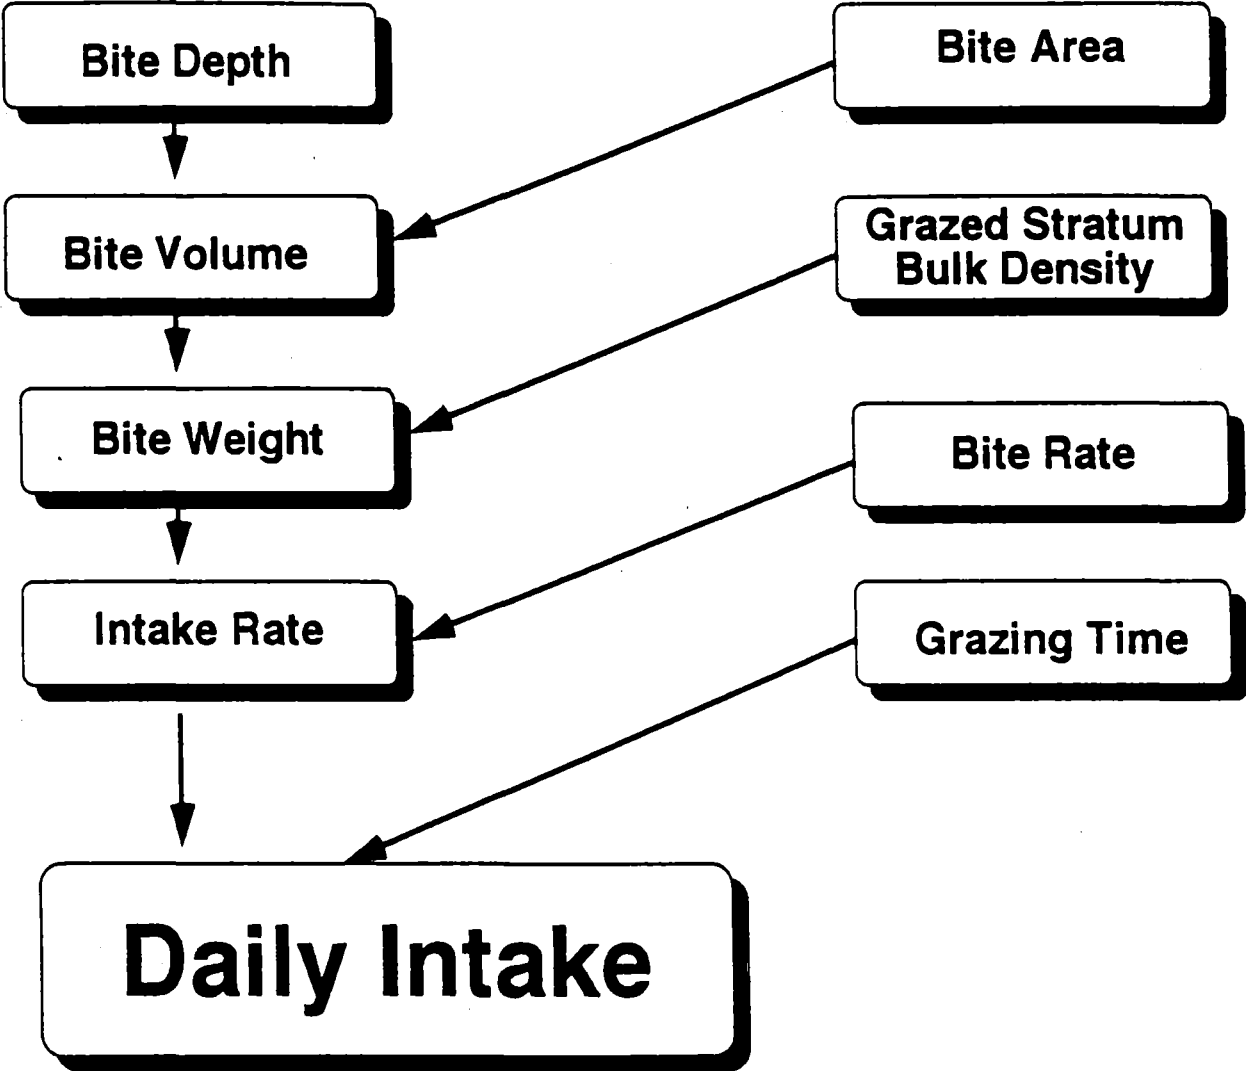 Bite Depth
Bite Area
Bite Volume
Grazed Stratum
Bulk Density
Bite Weight
Bite Rate
Intake Rate
Grazing Time
Daily Intake